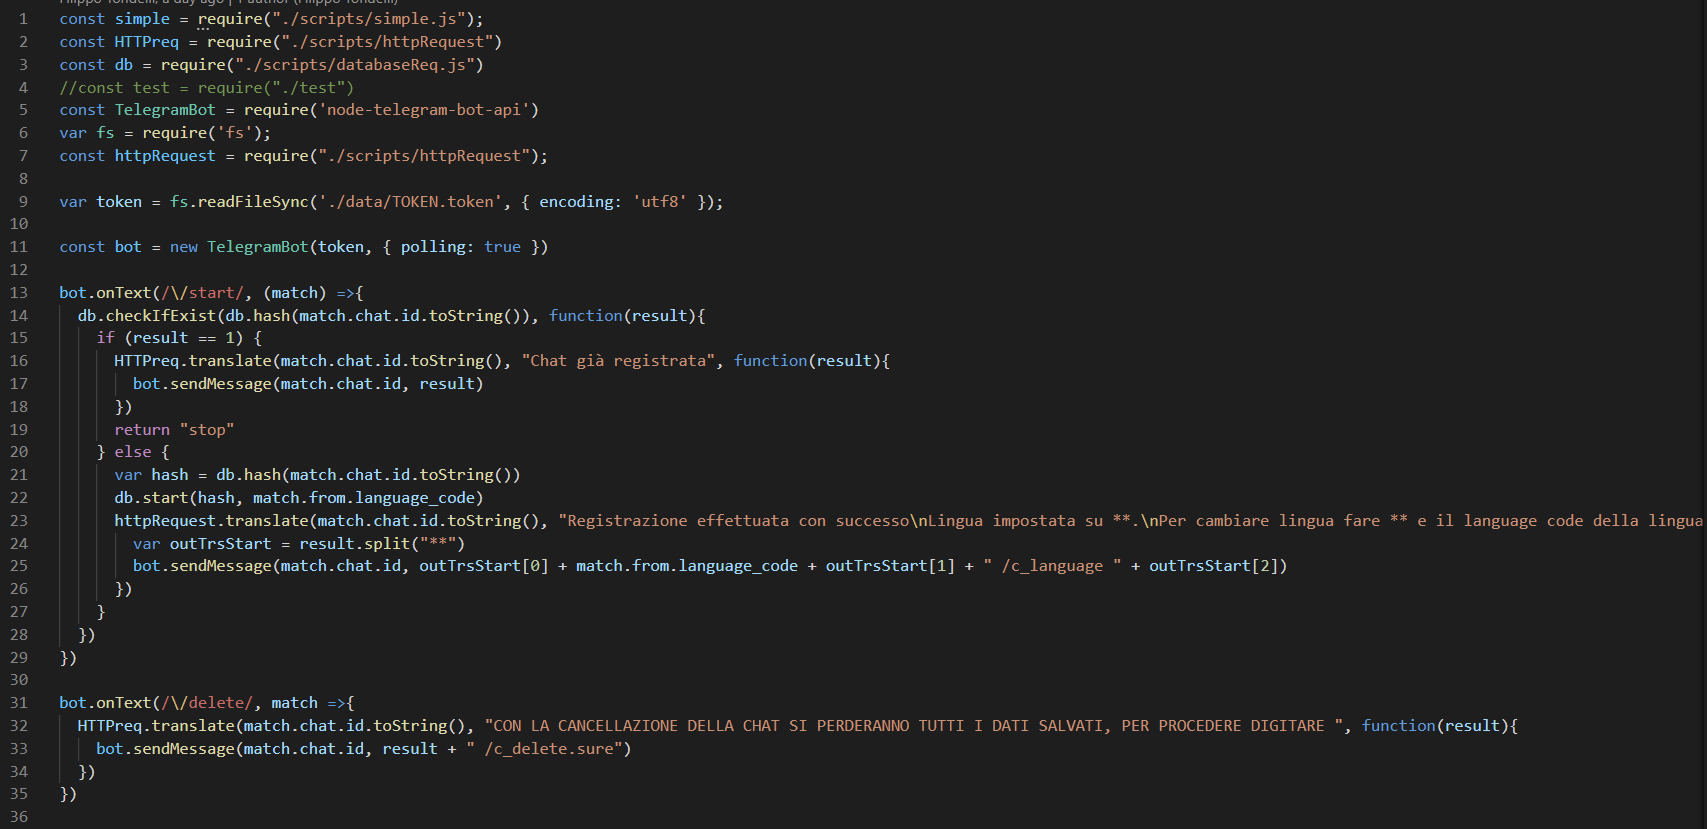 Filippo Tondelli, a day ago | 1 author (Filippo Tondelli)
1 const simple = require("./scripts/simple.js");
2 const HTTPreq = require("./scripts/httpRequest")
3 const db = require("./scripts/databaseReq.js")
4 //const test = require("./test")
5 const TelegramBot = require('node-telegram-bot-api')
6 var fs = require('fs');
7 const httpRequest = require("./scripts/httpRequest");
8
9 var token = fs.readFileSync('./data/TOKEN.token', { encoding: 'utf8' });
10
11 const bot = new TelegramBot(token, { polling: true })
12
13 bot.onText(/\/start/, (match) =>{
14 db.checkIfExist(db.hash(match.chat.id.toString()), function(result){
15 if (result == 1) {
16 HTTPreq.translate(match.chat.id.toString(), "Chat già registrata", function(result){
17 bot.sendMessage(match.chat.id, result)
18 })
19 return "stop"
20 } else {
21 var hash = db.hash(match.chat.id.toString())
22 db.start(hash, match.from.language_code)
23 httpRequest.translate(match.chat.id.toString(), "Registrazione effettuata con successo\nLingua impostata su **.\nPer cambiare lingua fare ** e il language code della lingua
24 var outTrsStart = result.split("**")
25 bot.sendMessage(match.chat.id, outTrsStart[0] + match.from.language_code + outTrsStart[1] + " /c_language " + outTrsStart[2])
26 })
27 }
28 })
29 })
30
31 bot.onText(/\/delete/, match =>{
32 HTTPreq.translate(match.chat.id.toString(), "CON LA CANCELLAZIONE DELLA CHAT SI PERDERANNO TUTTI I DATI SALVATI, PER PROCEDERE DIGITARE ", function(result){
33 bot.sendMessage(match.chat.id, result + " /c_delete.sure")
34 })
35 })
36